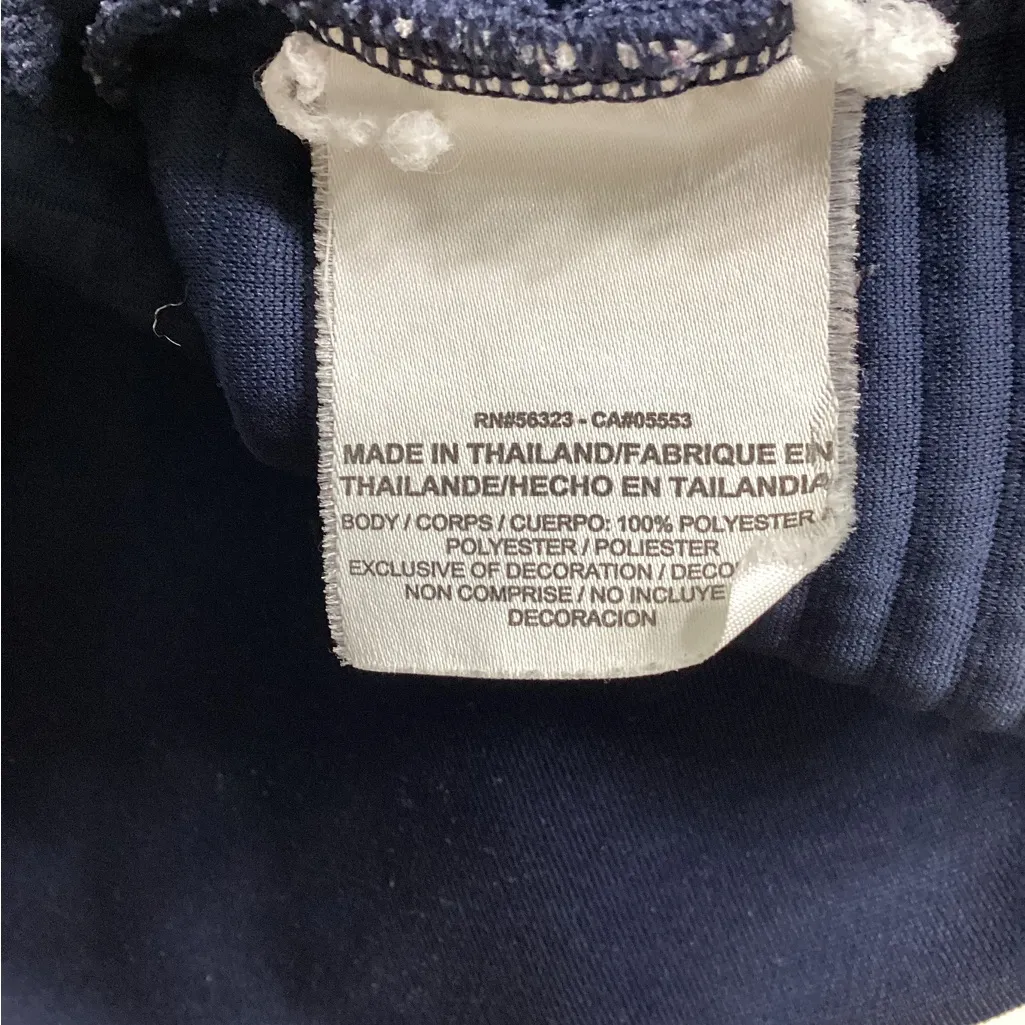 RN#56323 - CA#05553
MADE IN THAILAND/FABRIQUE EIN
THAILANDE/HECHO EN TAILANDIA
BODY / CORPS / CUERPO: 100% POLYESTER /
POLYESTER / POLIESTER
EXCLUSIVE OF DECORATION / DECO
NON COMPRISE / NO INCLUYE
DECORACION